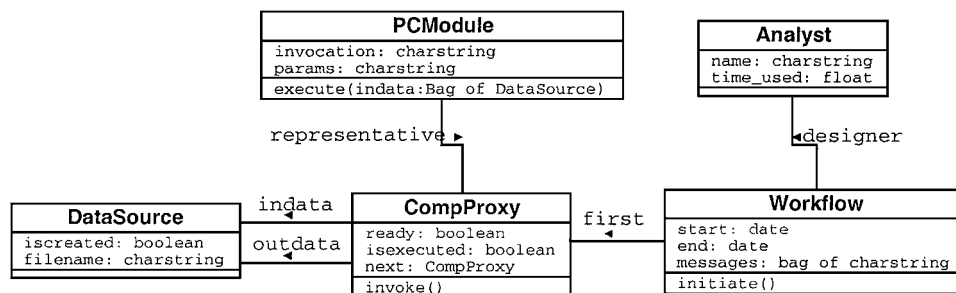 PCModule
invocation: charstring
params: charstring
execute(indata:Bag of DataSource)
Analyst
name: charstring
time_used: float
representative
designer
DataSource
iscreated: boolean
filename: charstring
indata
outdata
CompProxy
ready: boolean
isexecuted: boolean
next: CompProxy
invoke()
first
Workflow
start: date
end: date
messages: bag of charstring
initiate()